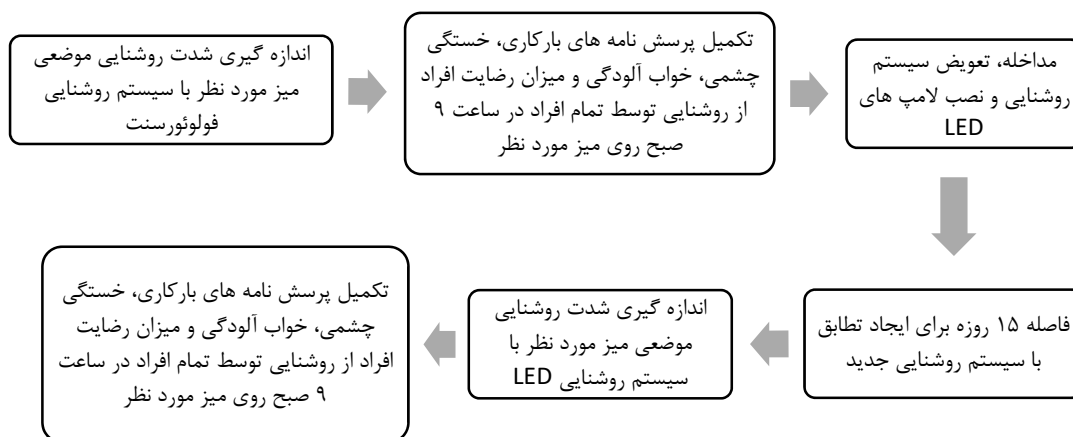 اندازه گیری شدت روشنایی موضعی
میز مورد نظر با سیستم روشنایی
فولوئورسنت
تکمیل پرسش نامه های بارکاری، خستگی
چشمی، خواب آلودگی و میزان رضایت افراد
از روشنایی توسط تمام افراد در ساعت ۹
صبح روی میز مورد نظر
مداخله، تعویض سیستم
روشنایی و نصب لامپ های
LED
فاصله ۱۵ روزه برای ایجاد تطابق
با سیستم روشنایی جدید
اندازه گیری شدت روشنایی
موضعی میز مورد نظر با
سیستم روشنایی LED
تکمیل پرسش نامه های بارکاری، خستگی
چشمی، خواب آلودگی و میزان رضایت
افراد از روشنایی توسط تمام افراد در ساعت
۹ صبح روی میز مورد نظر